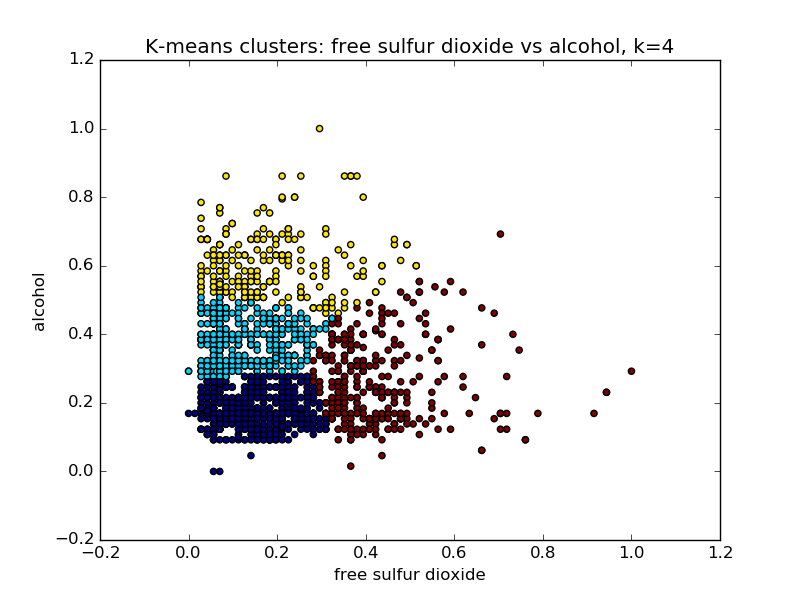 K-means clusters: free sulfur dioxide vs alcohol, k=4
1.2
1.0
0.8
0.6
0.4
0.2
0.0
−0.2
alcohol
−0.2 0.0 0.2 0.4 0.6 0.8 1.0 1.2
free sulfur dioxide